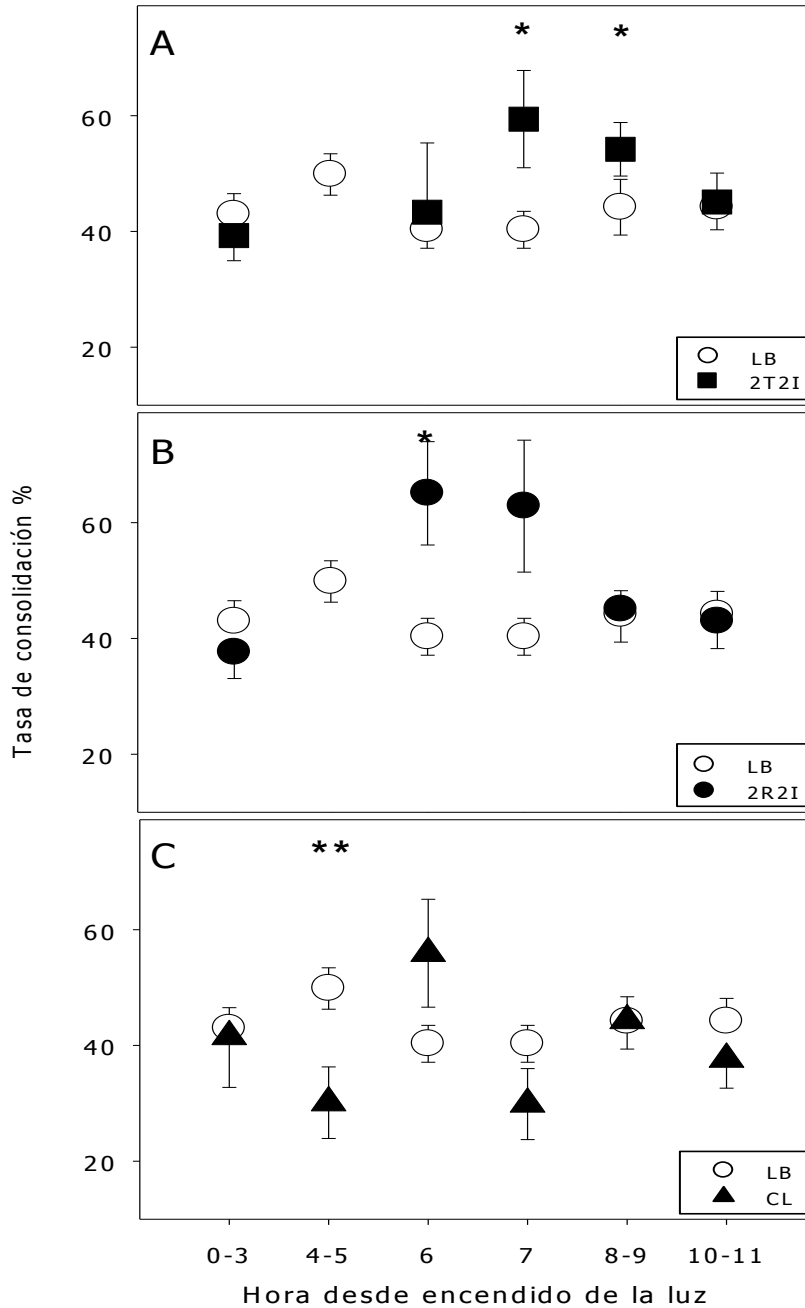 A
*
*
60
40
20
LB
2T2I
B
*
60
40
20
LB
2R2I
C
**
60
40
20
LB
CL
0-3 4-5 6 7 8-9 10-11
Hora desde encendido de la luz
Tasa de consolidación %